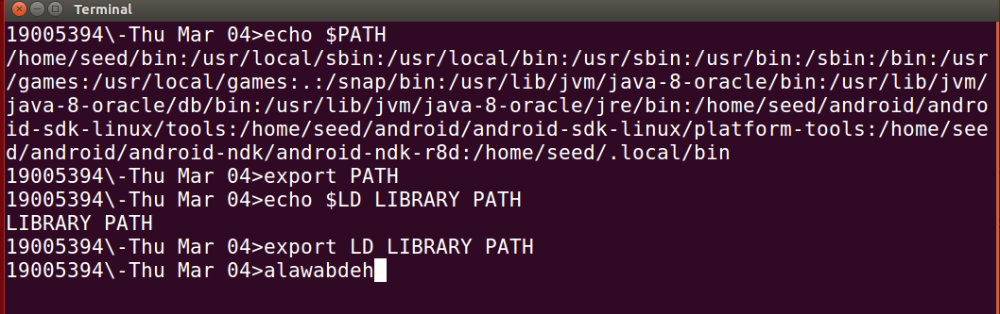 Terminal
19005394\-Thu Mar 04>echo $PATH
/home/seed/bin:/usr/local/sbin:/usr/local/bin:/usr/sbin:/usr/bin:/sbin:/bin:/usr
/games:/usr/local/games:.:/snap/bin:/usr/lib/jvm/java-8-oracle/bin:/usr/lib/jvm/
java-8-oracle/db/bin:/usr/lib/jvm/java-8-oracle/jre/bin:/home/seed/android/andro
id-sdk-linux/tools:/home/seed/android/android-sdk-linux/platform-tools:/home/see
d/android/android-ndk/android-ndk-r8d:/home/seed/.local/bin
19005394\-Thu Mar 04>export PATH
19005394\-Thu Mar 04>echo $LD LIBRARY PATH
LIBRARY PATH
19005394\-Thu Mar 04>export LD LIBRARY PATH
19005394\-Thu Mar 04>alawabdeh